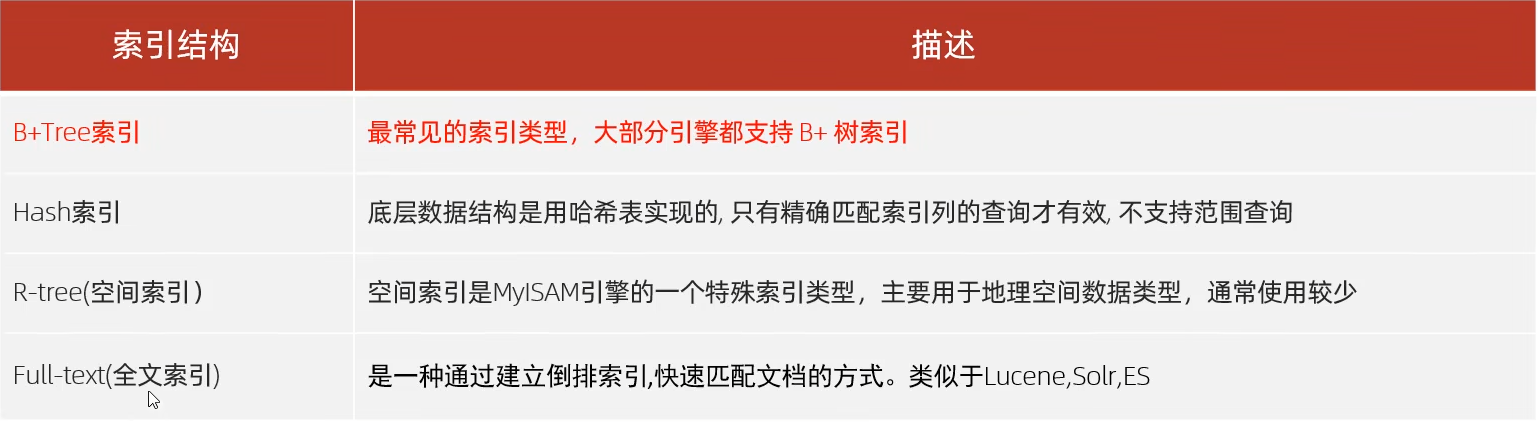 索引结构 描述
B+Tree索引 最常见的索引类型，大部分引擎都支持 B+ 树索引
Hash索引 底层数据结构是用哈希表实现的, 只有精确匹配索引列的查询才有效, 不支持范围查询
R-tree(空间索引） 空间索引是MyISAM引擎的一个特殊索引类型，主要用于地理空间数据类型，通常使用较少
Full-text(全文索引) 是一种通过建立倒排索引,快速匹配文档的方式。类似于Lucene,Solr,ES